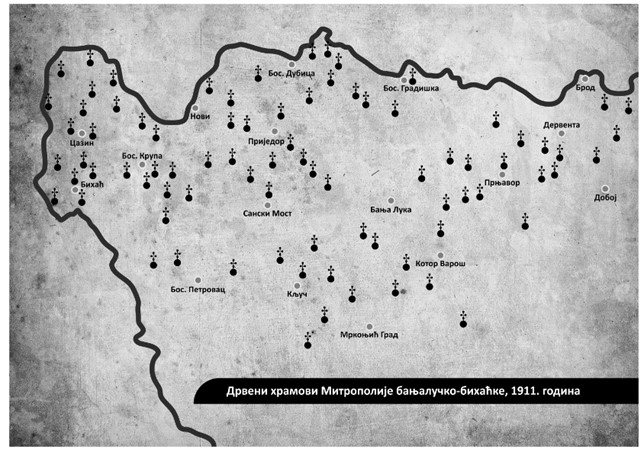 Бос. Дубица
Бос. Градишка
Брод
Нови
Дервента
Цазин
Приједор
Бос. Крупа
Бихаћ
Прњавор
Добој
Сански Мост
Бања Лука
Котор Варош
Бос. Петровац
Кључ
Мркоњић Град
Дрвени храмови Митрополије бањалучко-бихаћке, 1911. година